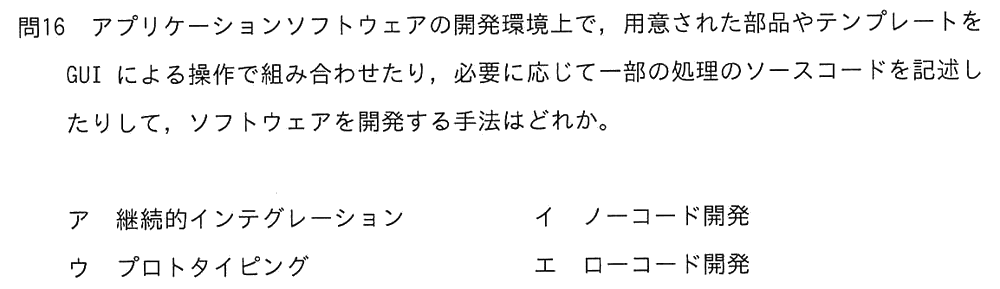 問16　アプリケーションソフトウェアの開発環境上で，用意された部品やテンプレートを
GUI による操作で組み合わせたり，必要に応じて一部の処理のソースコードを記述し
たりして，ソフトウェアを開発する手法はどれか。
ア　継続的インテグレーション　イ　ノーコード開発
ウ　プロトタイピング　エ　ローコード開発